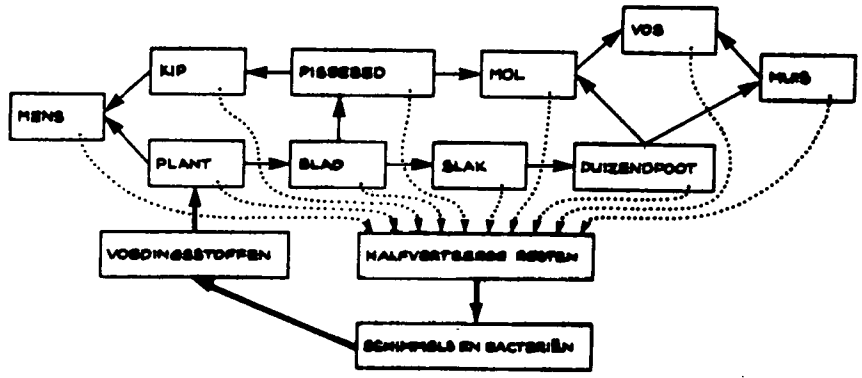 VOS
KIP
PISSEBED
MOL
MUIS
MENS
PLANT
BLAD
SLAK
DUIZENDPOOT
VOEDINGSSTOFFEN
HALFVERTEERDE RESTEN
SCHIMMELS EN BACTERIËN